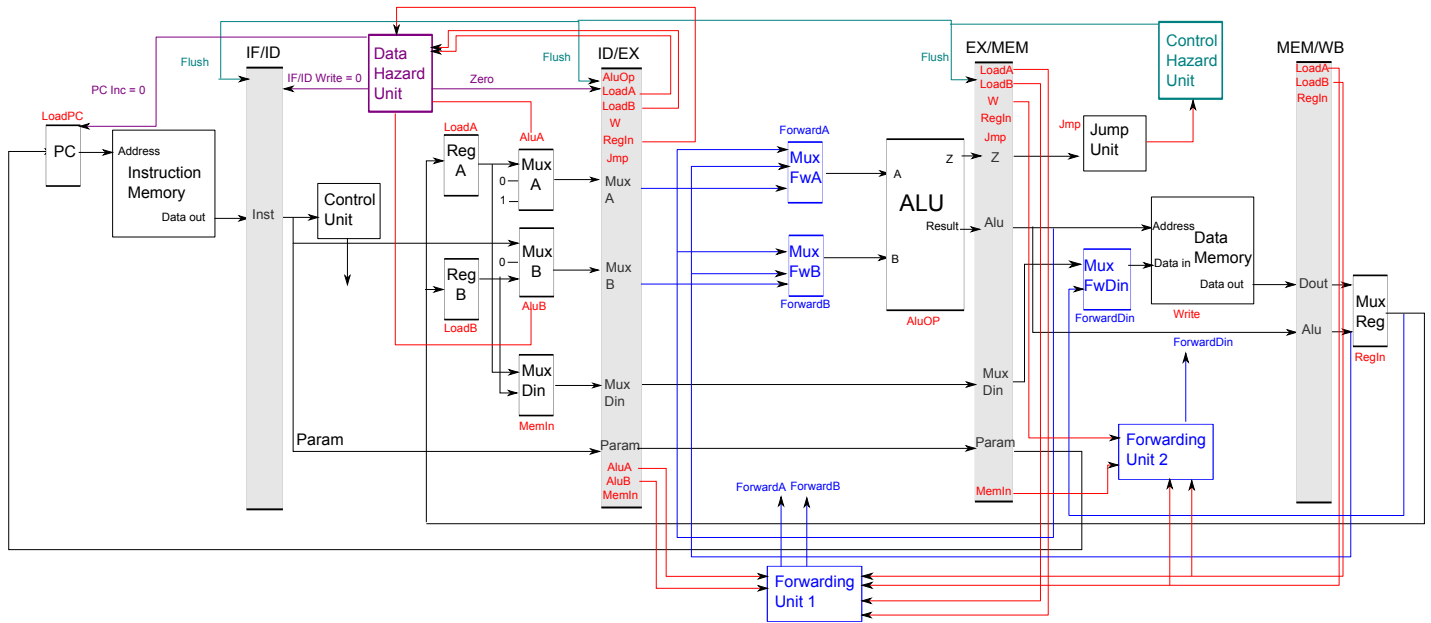 IF/ID
Data
Hazard
Unit
ID/EX
EX/MEM
Control
Hazard
Unit
MEM/WB
Flush
IF/ID Write = 0
Zero
Flush
Flush
PC Inc = 0
LoadPC
PC
Address
Instruction
Memory
Data out
Inst
Control
Unit
LoadA
Reg
A
AluA
Mux
A
0
1
Mux
B
0
AluB
Reg
B
LoadB
Mux
Din
MemIn
Param
AluOp
LoadA
LoadB
W
RegIn
Jmp
Mux
A
Mux
B
Mux
Din
Param
AluA
AluB
MemIn
ForwardA
Mux
FwA
Mux
FwB
ForwardB
A
Z
ALU
Result
B
AluOP
LoadA
LoadB
W
RegIn
Jmp
Z
Alu
Mux
Din
Param
MemIn
Jmp
Jump
Unit
Address
Data
Memory
Data in
Data out
Write
Mux
FwDin
ForwardDin
LoadA
LoadB
RegIn
Dout
Alu
Mux
Reg
RegIn
ForwardDin
Forwarding
Unit 2
ForwardA
ForwardB
Forwarding
Unit 1